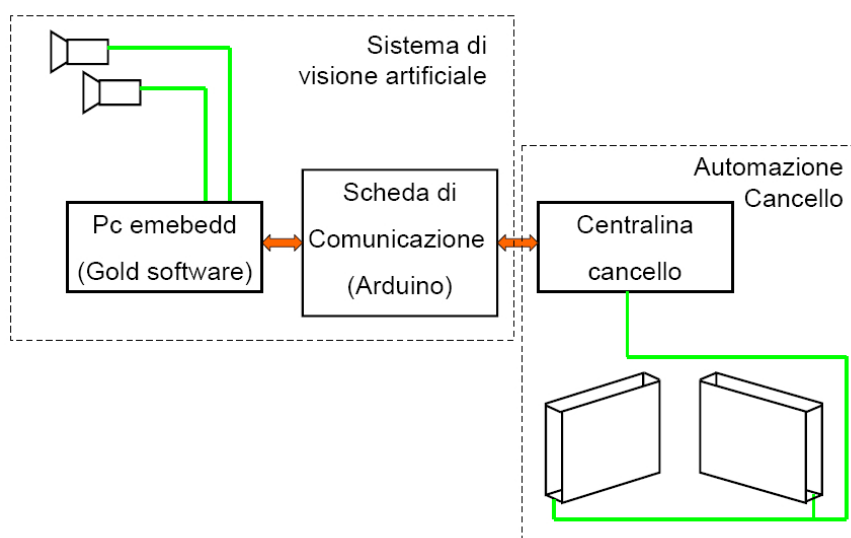 Sistema di
visione artificiale
Automazione
Cancello
Pc emebedd
(Gold software)
Scheda di
Comunicazione
(Arduino)
Centralina
cancello